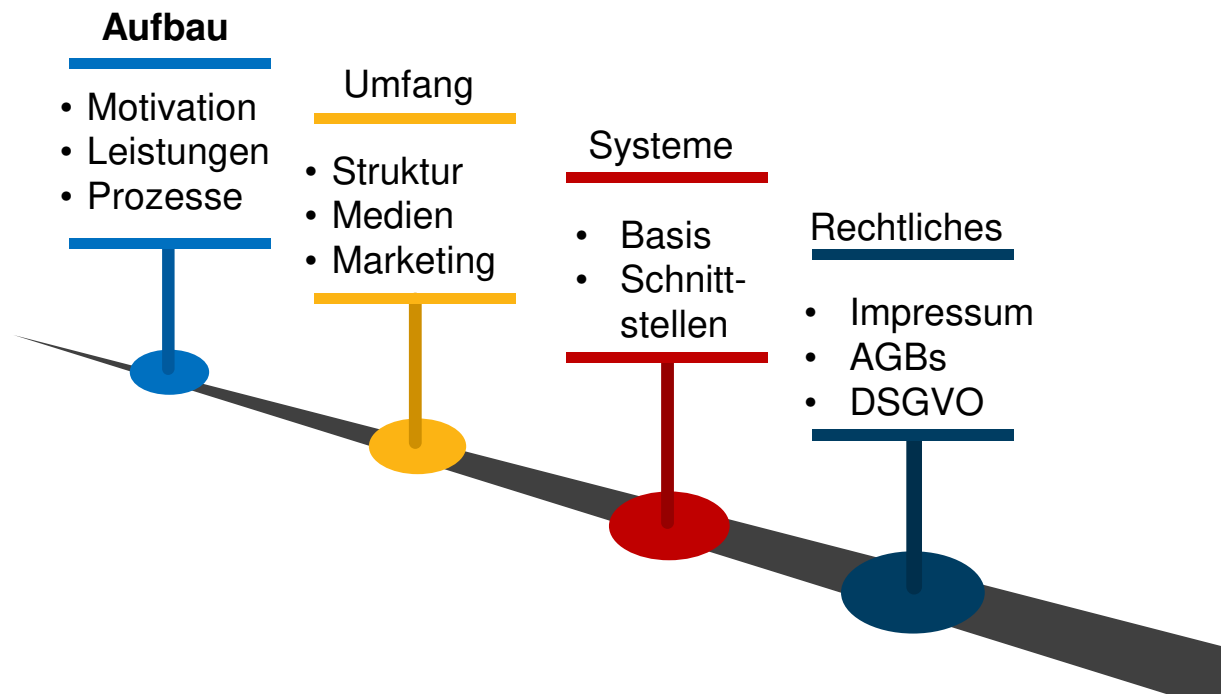 Aufbau
• Motivation
• Leistungen
• Prozesse
Umfang
• Struktur
• Medien
• Marketing
Systeme
• Basis
• Schnitt-
stellen
Rechtliches
• Impressum
• AGBs
• DSGVO